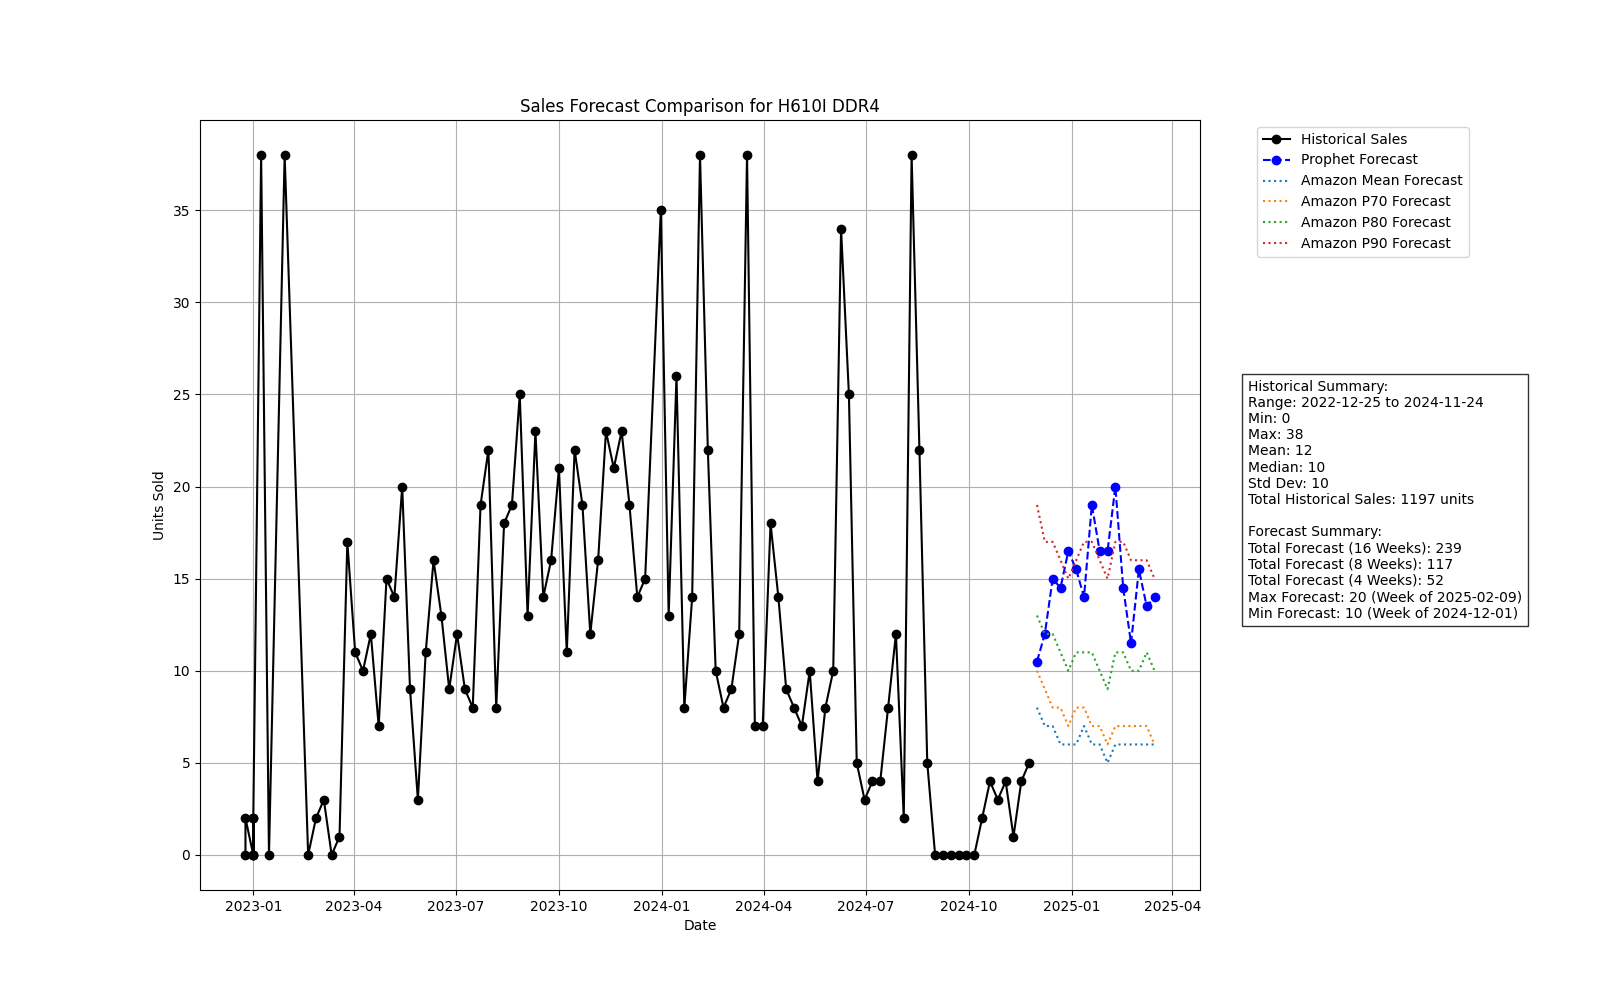 Sales Forecast Comparison for H610I DDR4
Historical Sales
Prophet Forecast
Amazon Mean Forecast
Amazon P70 Forecast
Amazon P80 Forecast
Amazon P90 Forecast
Units Sold
35
30
25
20
15
10
5
0
2023-01
2023-04
2023-07
2023-10
2024-01
2024-04
2024-07
2024-10
2025-01
2025-04
Date
Historical Summary:
Range: 2022-12-25 to 2024-11-24
Min: 0
Max: 38
Mean: 12
Median: 10
Std Dev: 10
Total Historical Sales: 1197 units
Forecast Summary:
Total Forecast (16 Weeks): 239
Total Forecast (8 Weeks): 117
Total Forecast (4 Weeks): 52
Max Forecast: 20 (Week of 2025-02-09)
Min Forecast: 10 (Week of 2024-12-01)